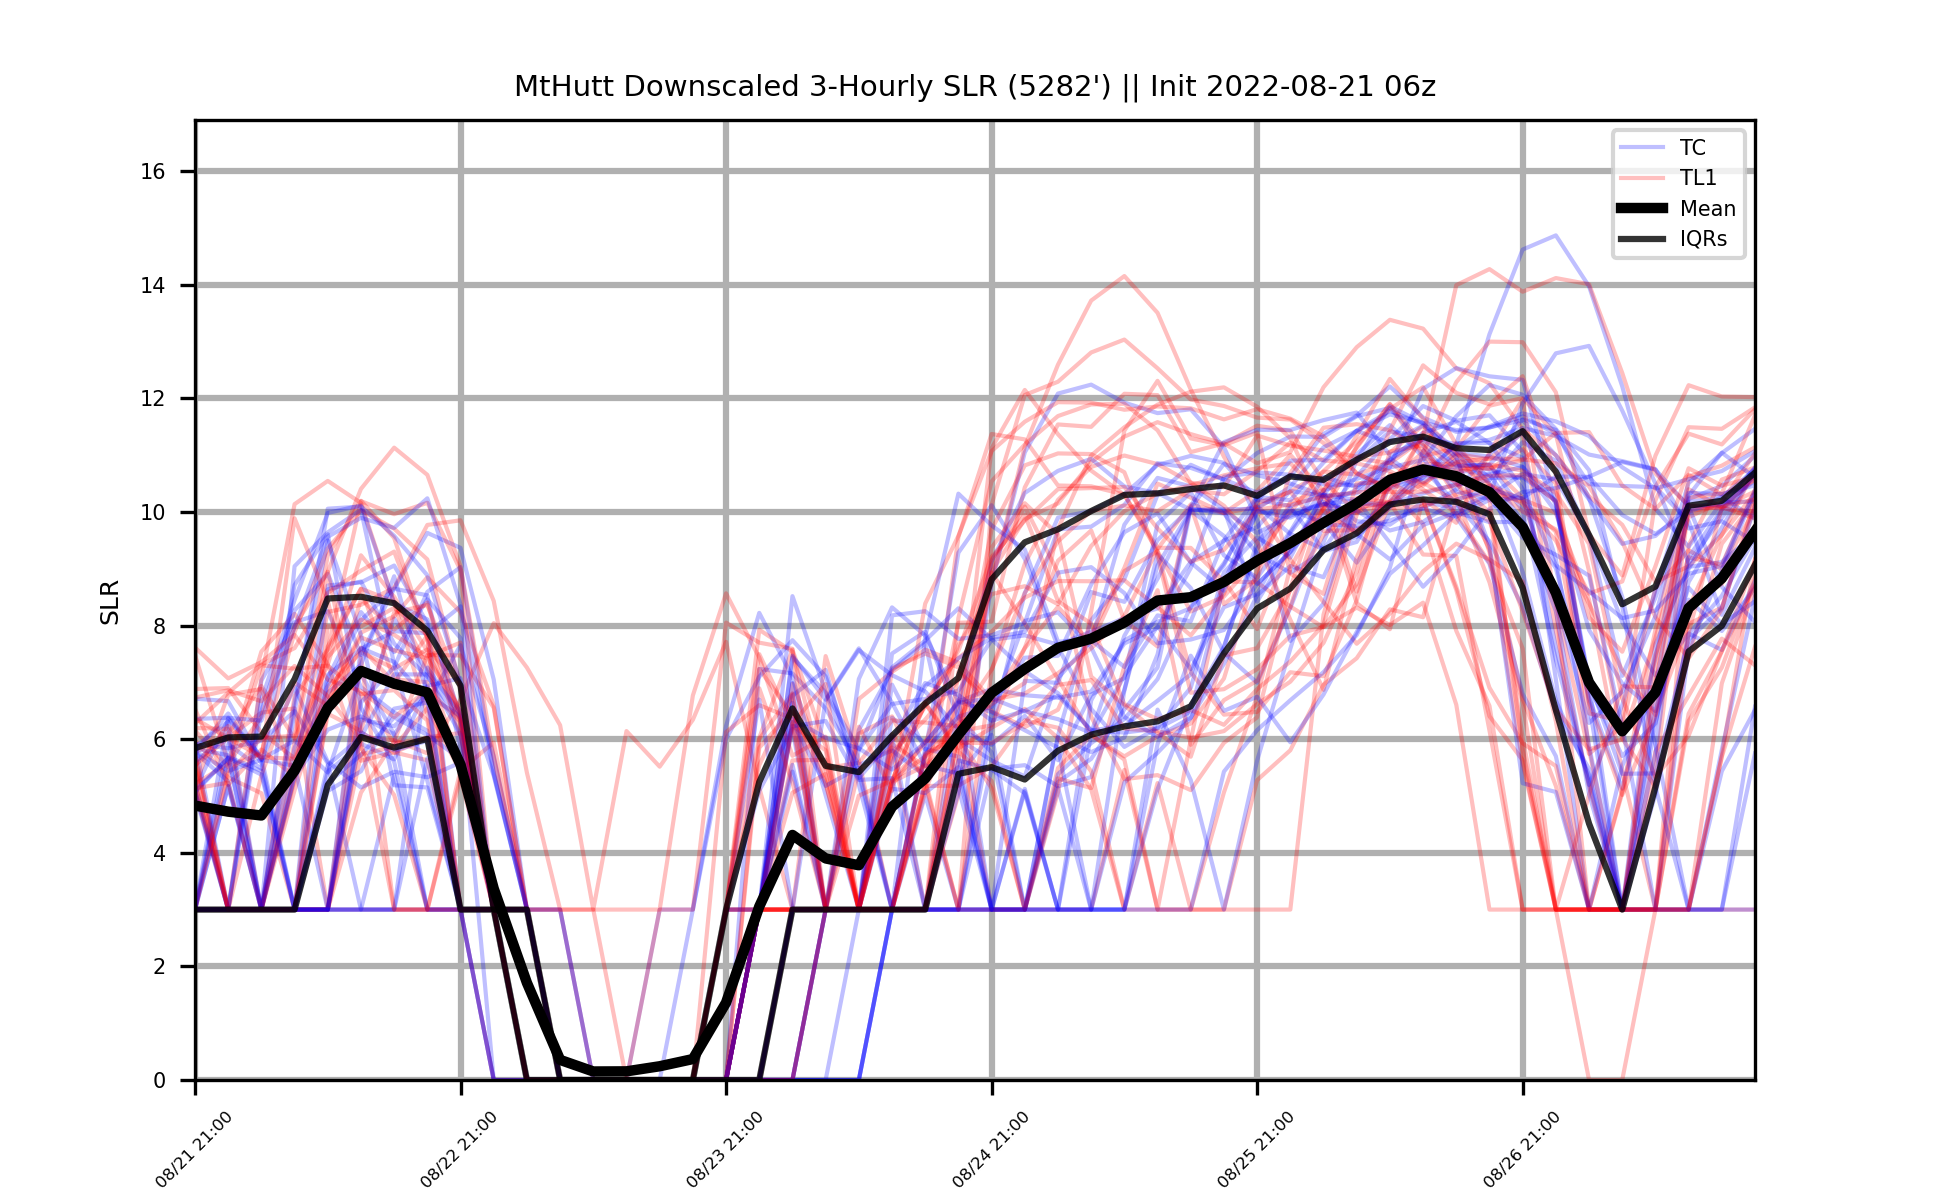 MtHutt Downscaled 3-Hourly SLR (5282') || Init 2022-08-21 06z
TC
TL1
Mean
IQRs
SLR
16
14
12
10
8
6
4
2
0
08/21 21:00
08/22 21:00
08/23 21:00
08/24 21:00
08/25 21:00
08/26 21:00